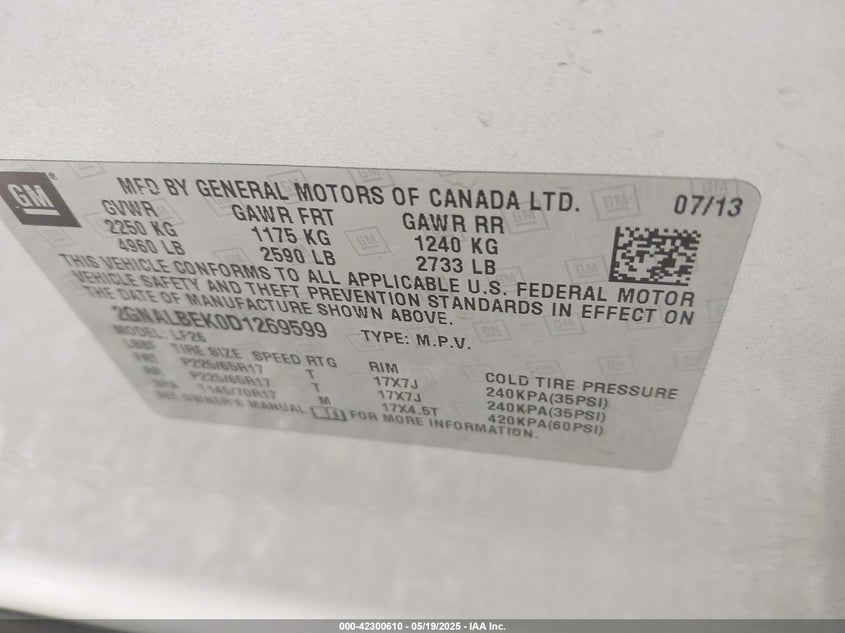 GM
MFD BY GENERAL MOTORS OF CANADA LTD. 07/13
GVWR GAWR FRT GAWR RR
2250 KG 1175 KG 1240 KG
4960 LB 2590 LB 2733 LB
THIS VEHICLE CONFORMS TO ALL APPLICABLE U.S. FEDERAL MOTOR
VEHICLE SAFETY AND THEFT PREVENTION STANDARDS IN EFFECT ON
THE DATE OF MANUFACTURE SHOWN ABOVE.
2GNALBEK0D1269599 TYPE: M.P.V.
MODEL: LF26
LBBF TIRE SIZE SPEED RTG RIM COLD TIRE PRESSURE
FRT P225/65R17 T 17X7J 240KPA(35PSI)
RR P225/65R17 T 17X7J 240KPA(35PSI)
SPA T145/70R17 M 17X4.5T 420KPA(60PSI)
SEE OWNER'S MANUAL FOR MORE INFORMATION.
000-42300610 - 05/19/2025 - IAA Inc.